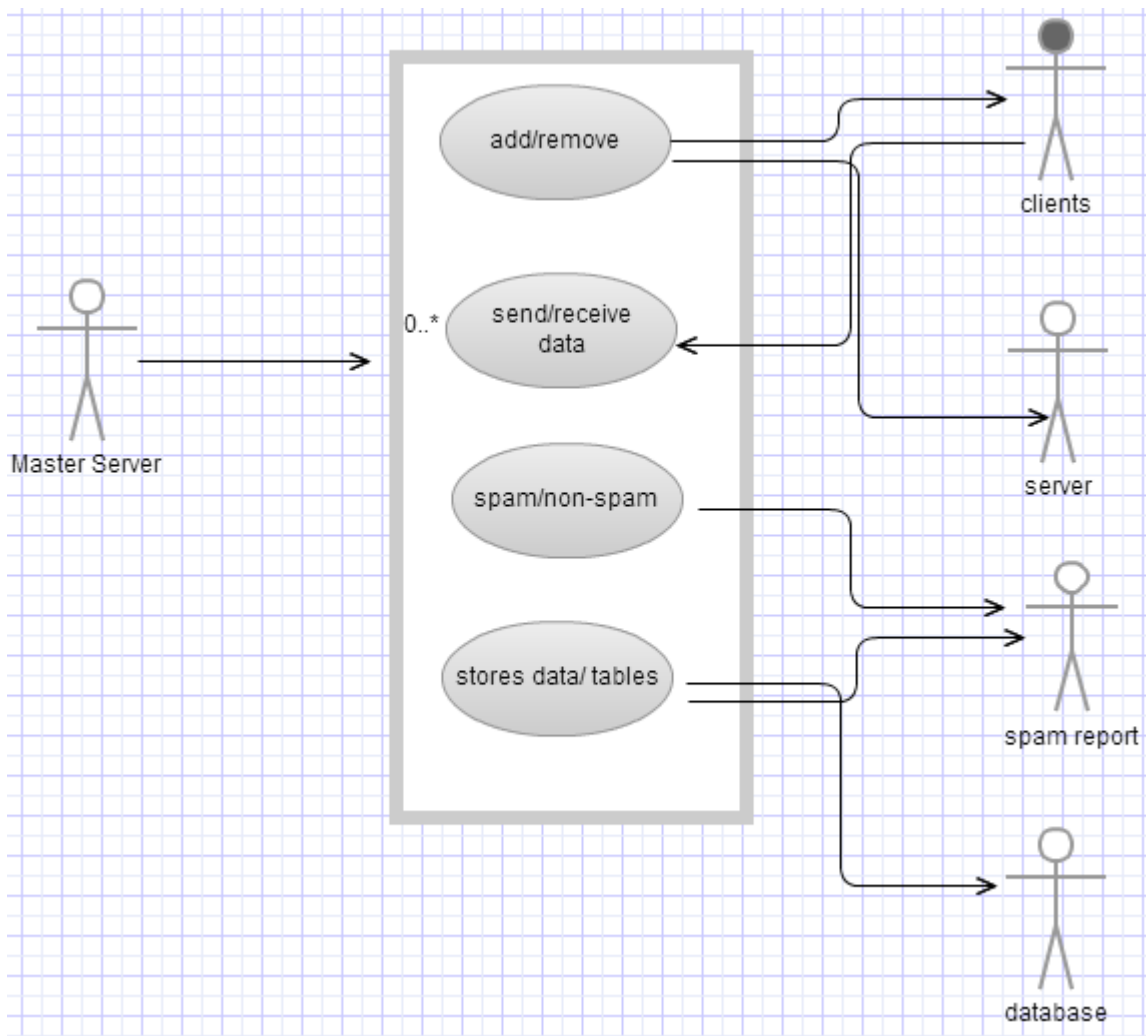 add/remove
clients
0..*
send/receive
data
Master Server
server
spam/non-spam
stores data/ tables
spam report
database